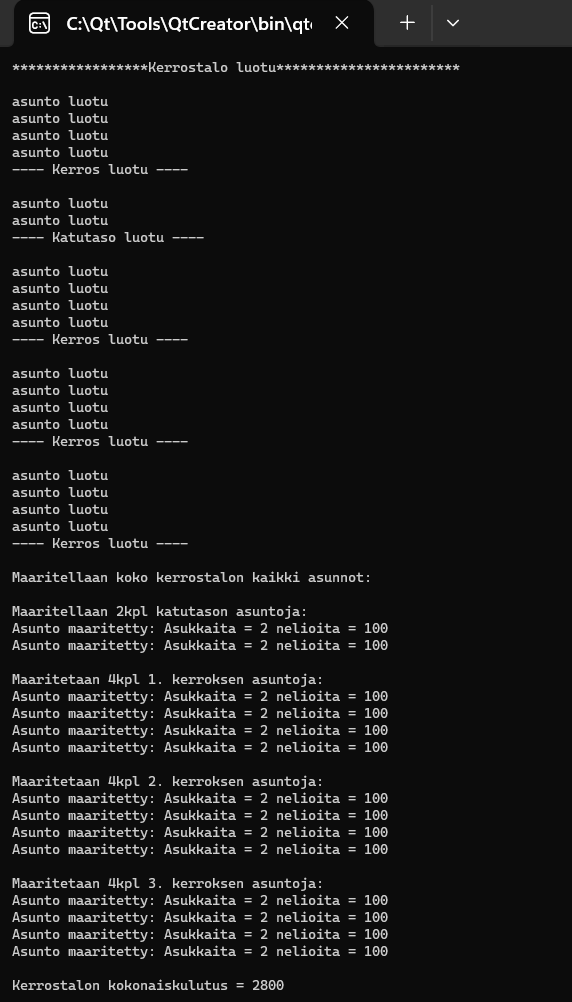 C:\Qt\Tools\QtCreator\bin\qt
*****************Kerrostalo luotu***********************
asunto luotu
asunto luotu
asunto luotu
asunto luotu
---- Kerros luotu ----
asunto luotu
asunto luotu
---- Katutaso luotu ----
asunto luotu
asunto luotu
asunto luotu
asunto luotu
---- Kerros luotu ----
asunto luotu
asunto luotu
asunto luotu
asunto luotu
---- Kerros luotu ----
asunto luotu
asunto luotu
asunto luotu
asunto luotu
---- Kerros luotu ----
Maaritellaan koko kerrostalon kaikki asunnot:
Maaritellaan 2kpl katutason asuntoja:
Asunto maaritetty: Asukkaita = 2 nelioita = 100
Asunto maaritetty: Asukkaita = 2 nelioita = 100
Maaritetaan 4kpl 1. kerroksen asuntoja:
Asunto maaritetty: Asukkaita = 2 nelioita = 100
Asunto maaritetty: Asukkaita = 2 nelioita = 100
Asunto maaritetty: Asukkaita = 2 nelioita = 100
Asunto maaritetty: Asukkaita = 2 nelioita = 100
Maaritetaan 4kpl 2. kerroksen asuntoja:
Asunto maaritetty: Asukkaita = 2 nelioita = 100
Asunto maaritetty: Asukkaita = 2 nelioita = 100
Asunto maaritetty: Asukkaita = 2 nelioita = 100
Asunto maaritetty: Asukkaita = 2 nelioita = 100
Maaritetaan 4kpl 3. kerroksen asuntoja:
Asunto maaritetty: Asukkaita = 2 nelioita = 100
Asunto maaritetty: Asukkaita = 2 nelioita = 100
Asunto maaritetty: Asukkaita = 2 nelioita = 100
Asunto maaritetty: Asukkaita = 2 nelioita = 100
Kerrostalon kokonaiskulutus = 2800